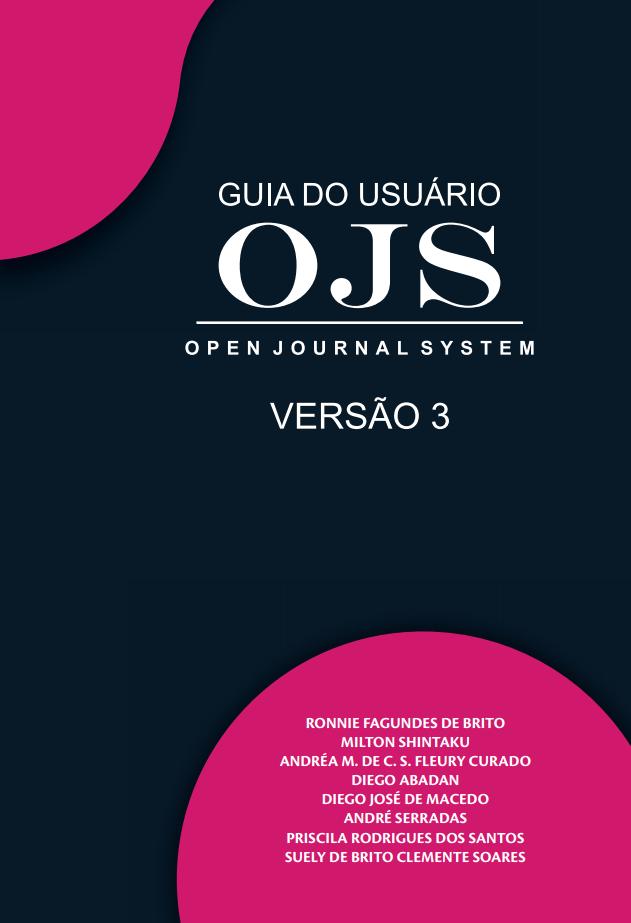 GUIA DO USUÁRIO
OJS
OPEN JOURNAL SYSTEM
VERSÃO 3
RONNIE FAGUNDES DE BRITO
MILTON SHINTAKU
ANDRÉA M. DE C. S. FLEURY CURADO
DIEGO ABADAN
DIEGO JOSÉ DE MACEDO
ANDRÉ SERRADAS
PRISCILA RODRIGUES DOS SANTOS
SUELY DE BRITO CLEMENTE SOARES